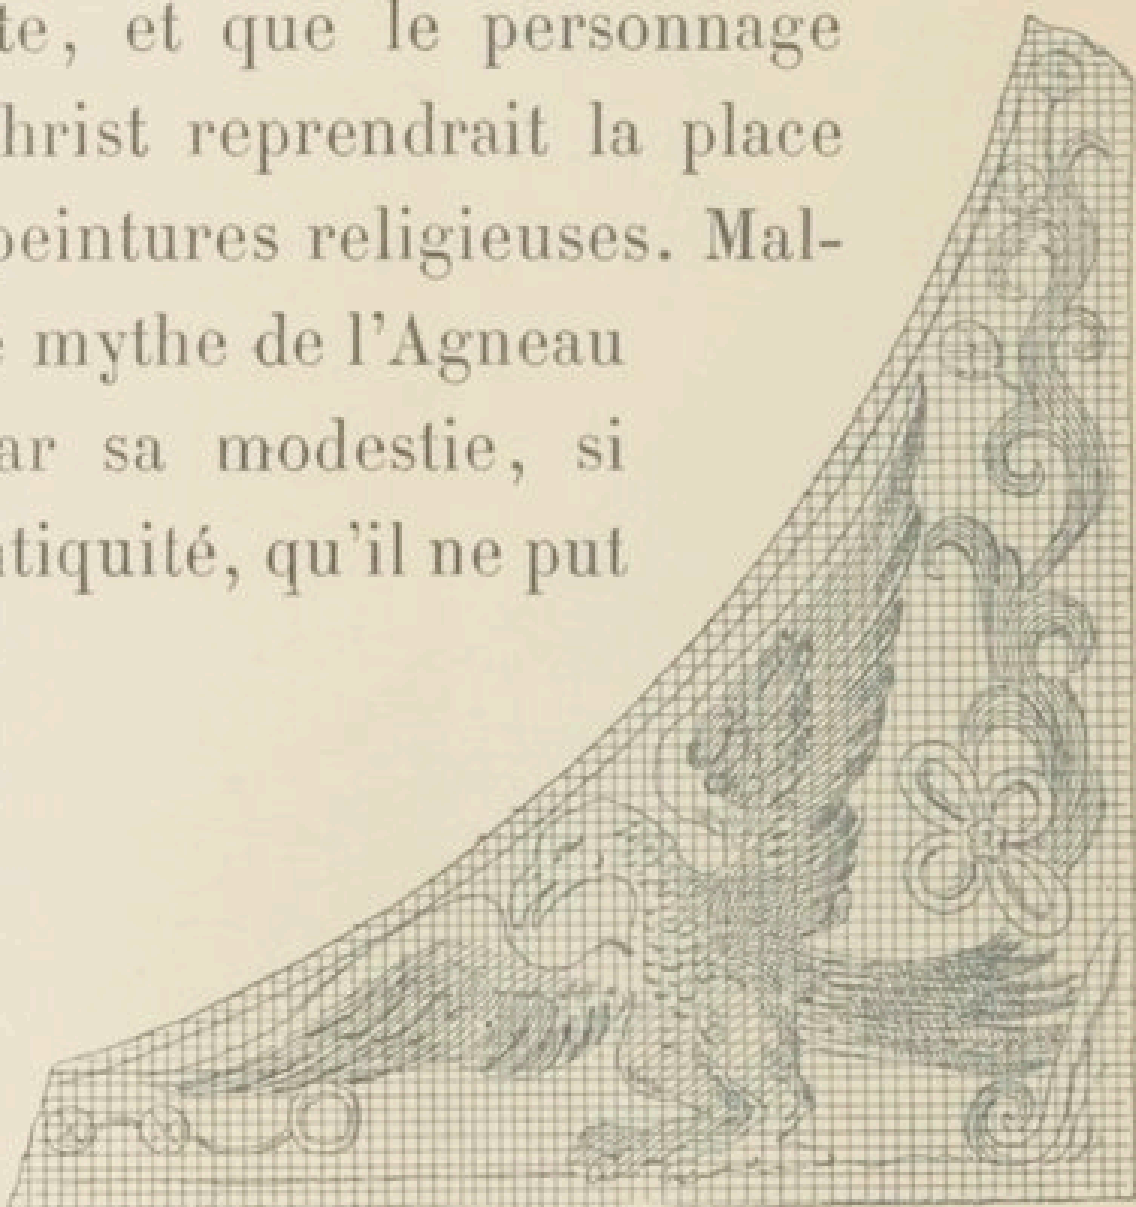 te, et que le personnage
hrist reprendrait la place
peintures religieuses. Mal-
e mythe de l'Agneau
ar sa modestie, si
ntiquité, qu'il ne put